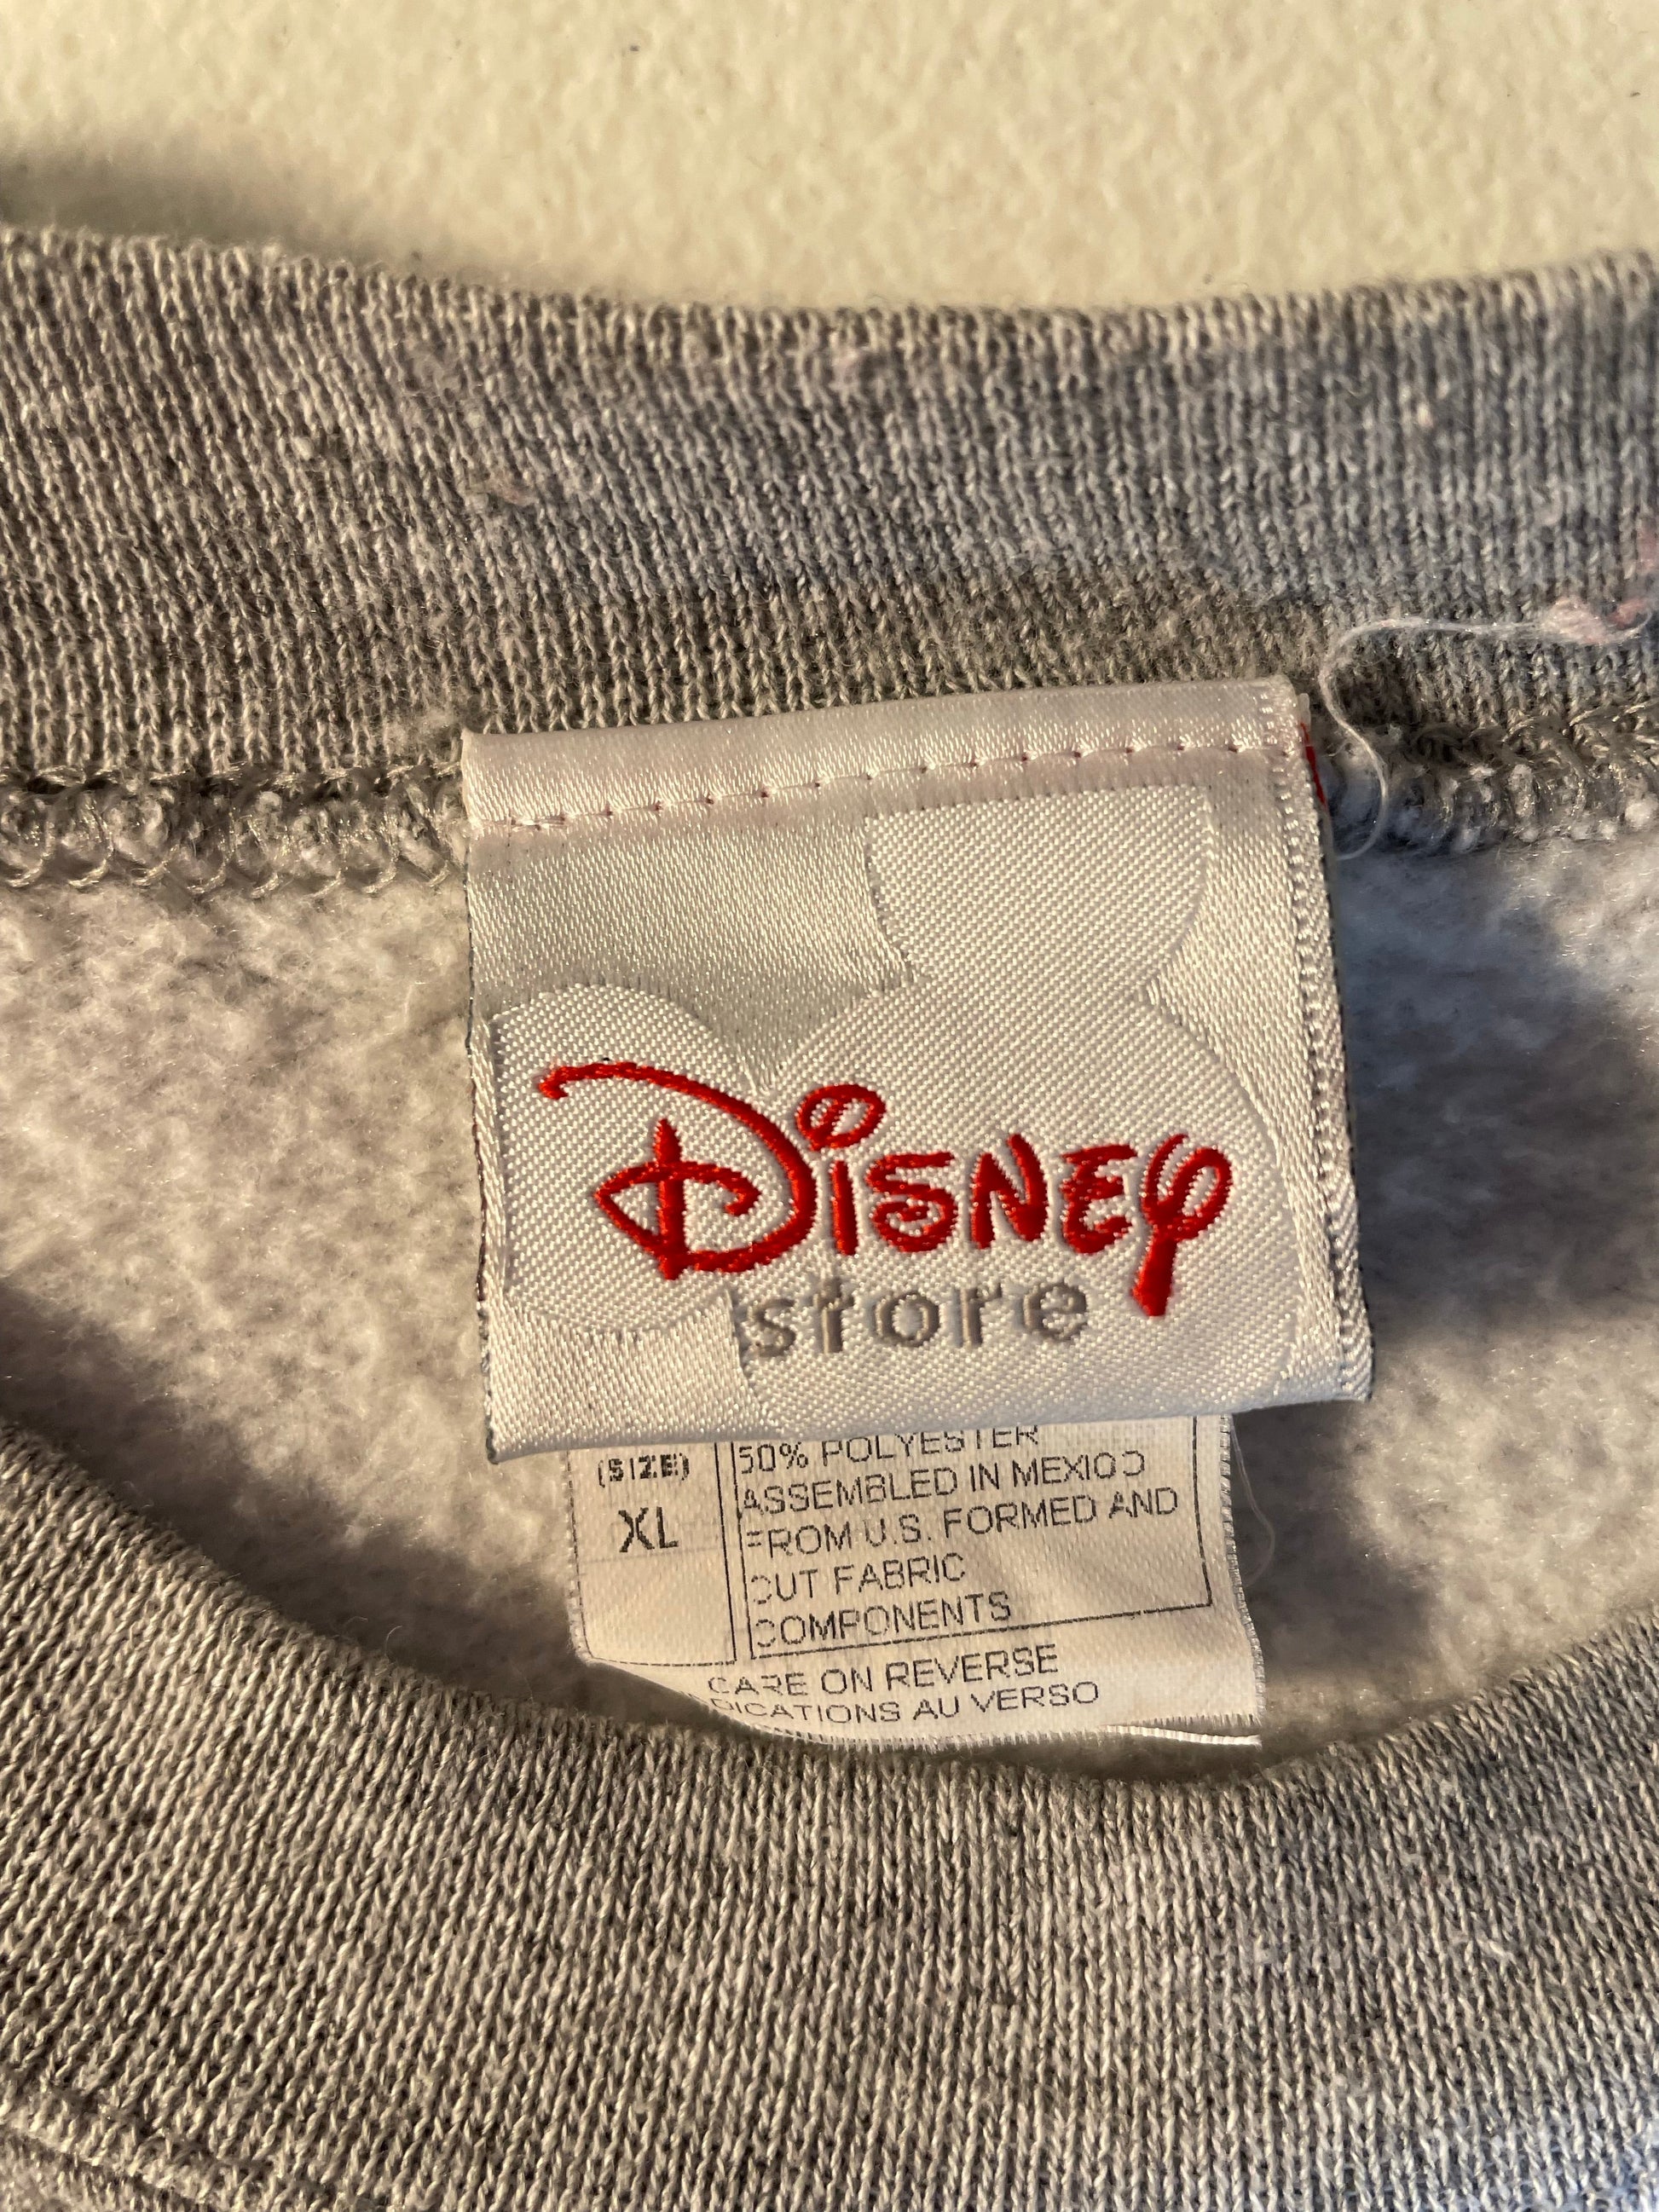 Disney
store
(SIZE)
XL
50% POLYESTER
ASSEMBLED IN MEXICO
FROM U.S. FORMED AND
CUT FABRIC
COMPONENTS
CARE ON REVERSE
AU VERSO